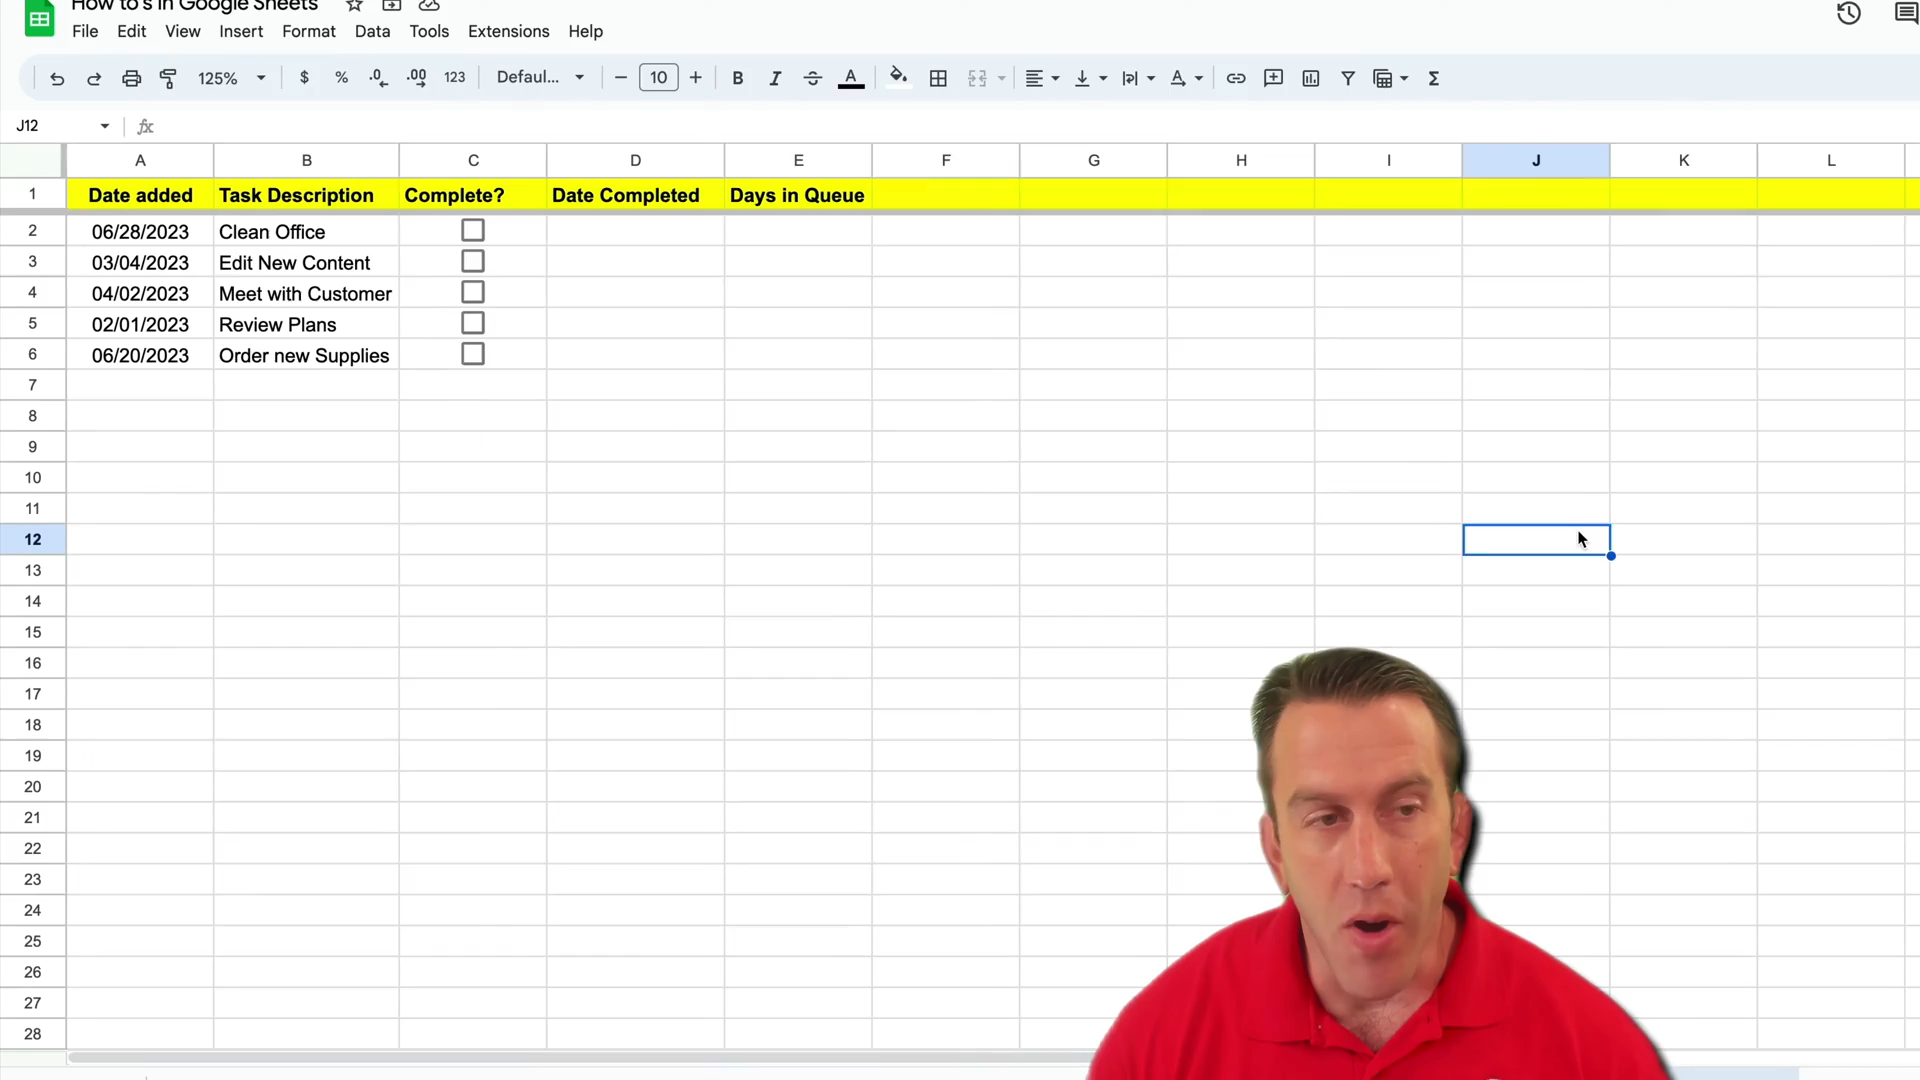 How to's in Google Sheets
File Edit View Insert Format Data Tools Extensions Help
125% $ % .0 .00 123 Defaul... 10 B I S A
J12 fx
A B C D E F G H I J K L
1 Date added Task Description Complete? Date Completed Days in Queue
2 06/28/2023 Clean Office
3 03/04/2023 Edit New Content
4 04/02/2023 Meet with Customer
5 02/01/2023 Review Plans
6 06/20/2023 Order new Supplies
7
8
9
10
11
12
13
14
15
16
17
18
19
20
21
22
23
24
25
26
27
28